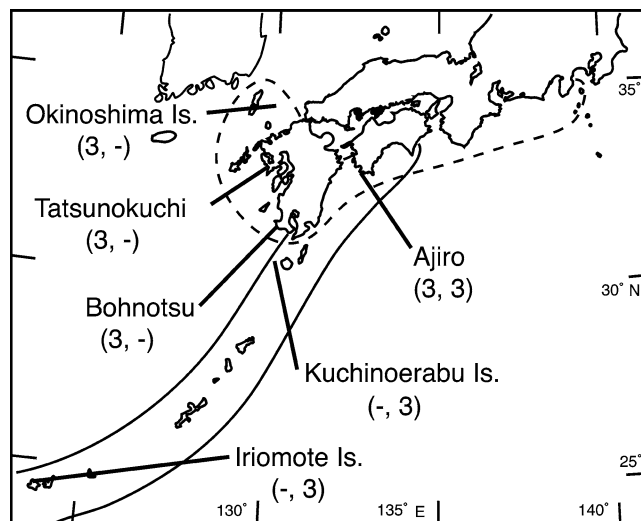 35°
Okinoshima Is.
(3, -)
Tatsunokuchi
(3, -)
Ajiro
(3, 3)
30° N
Bohnotsu
(3, -)
Kuchinoerabu Is.
(-, 3)
Iriomote Is.
(-, 3)
25°
130°
135° E
140°